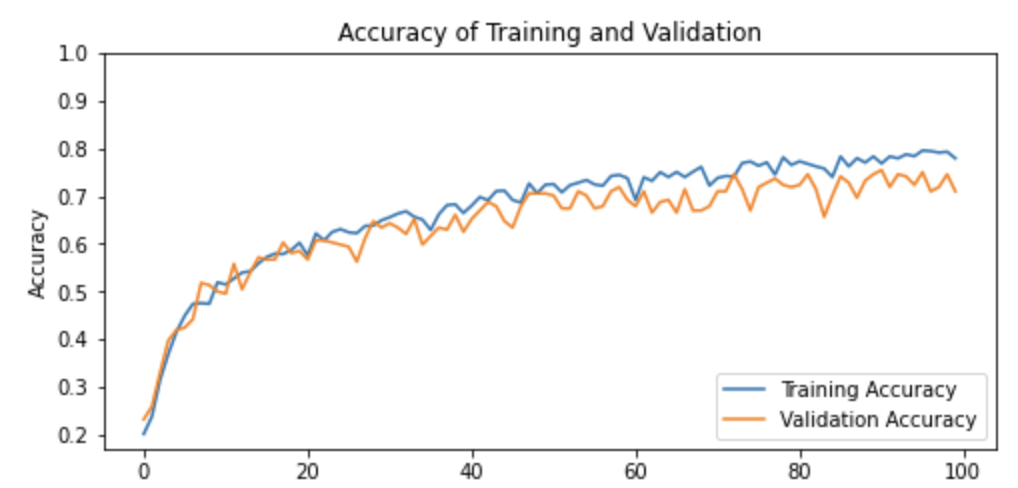 Accuracy of Training and Validation
1.0
0.9
0.8
0.7
0.6
0.5
0.4
0.3
0.2
Accuracy
Training Accuracy
Validation Accuracy
0 20 40 60 80 100